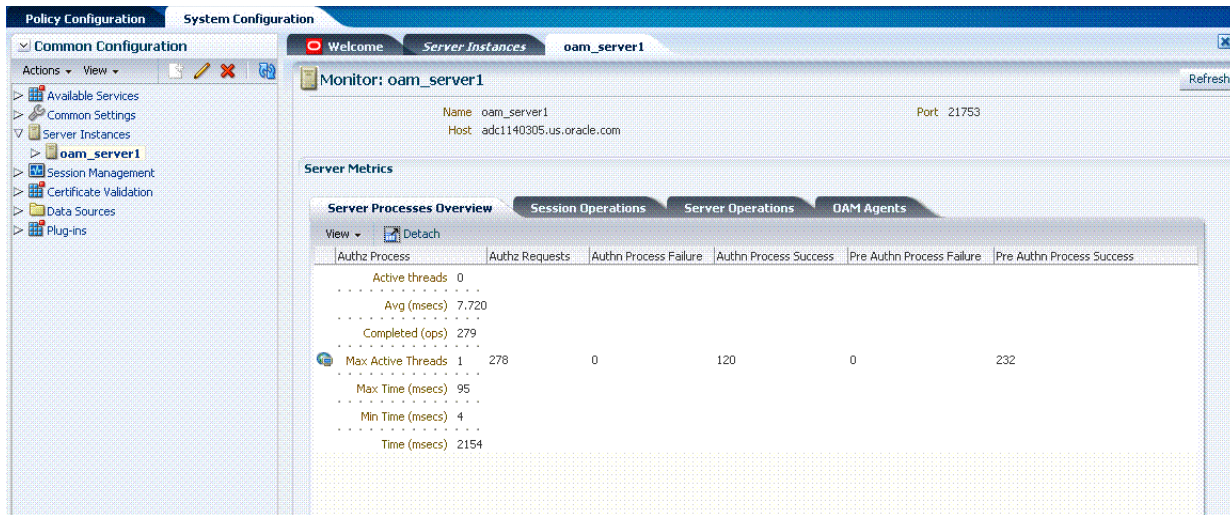 Policy Configuration System Configuration
Common Configuration
Actions View
Available Services
Common Settings
Server Instances
oam_server1
Session Management
Certificate Validation
Data Sources
Plug-ins
Welcome Server Instances oam_server1
Monitor: oam_server1 Refresh
Name oam_server1 Port 21753
Host adc1140305.us.oracle.com
Server Metrics
Server Processes Overview Session Operations Server Operations OAM Agents
View Detach
Authz Process Authz Requests Authn Process Failure Authn Process Success Pre Authn Process Failure Pre Authn Process Success
Active threads 0
Avg (msecs) 7.720
Completed (ops) 279
Max Active Threads 1 278 0 120 0 232
Max Time (msecs) 95
Min Time (msecs) 4
Time (msecs) 2154